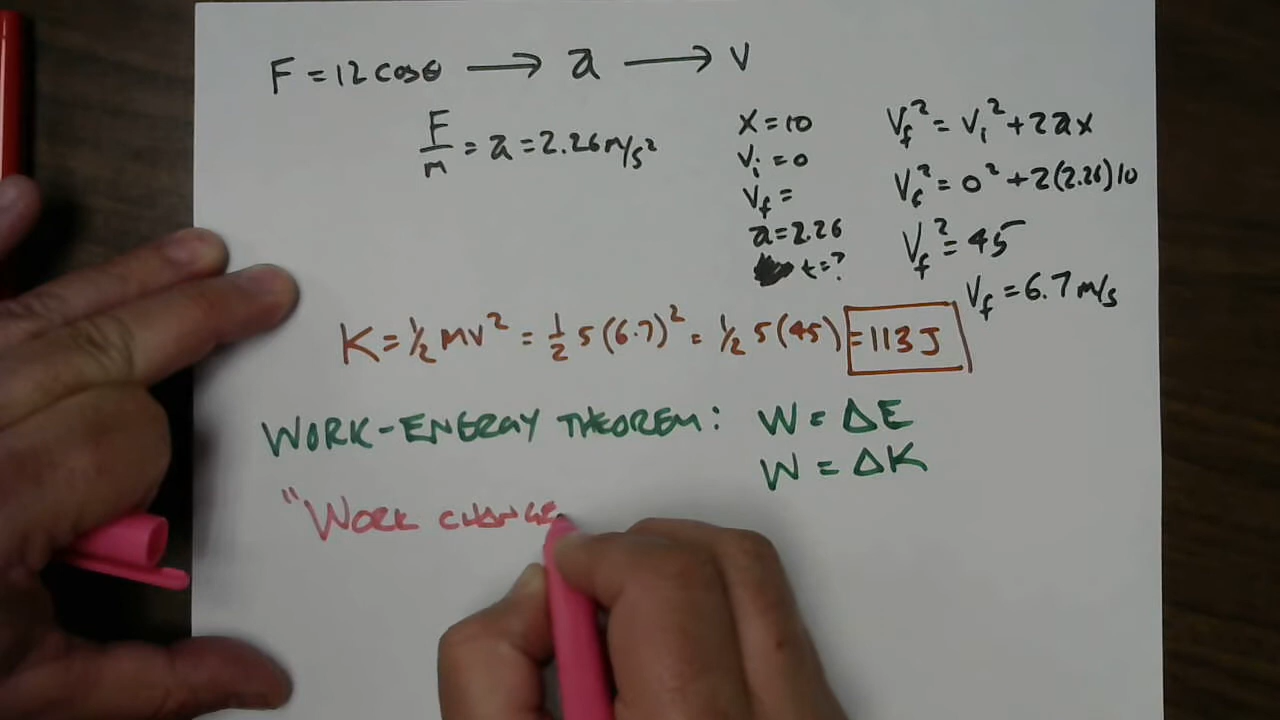 F = 12 cosθ → a → v
F/m = a = 2.26 m/s²
x = 10
vᵢ = 0
v_f =
a = 2.26
t = ?
v_f² = vᵢ² + 2ax
v_f² = 0² + 2(2.26)10
v_f² = 45
v_f = 6.7 m/s
K = ½ mv² = ½ 5(6.7)² = ½ 5(45) = 113 J
WORK-ENERGY THEOREM: W = ΔE
W = ΔK
"WORK CHANGE